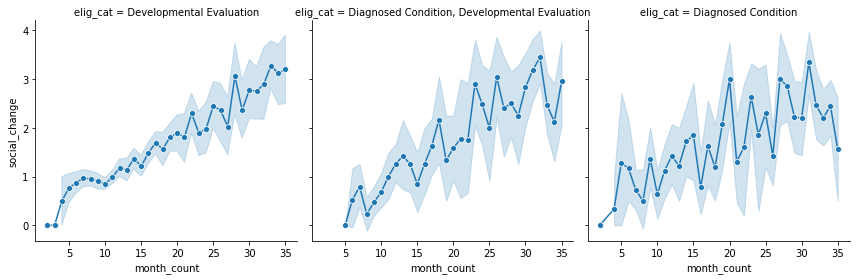 elig_cat = Developmental Evaluation
elig_cat = Diagnosed Condition, Developmental Evaluation
elig_cat = Diagnosed Condition
social_change
4
3
2
1
0
5 10 15 20 25 30 35
5 10 15 20 25 30 35
5 10 15 20 25 30 35
month_count
month_count
month_count